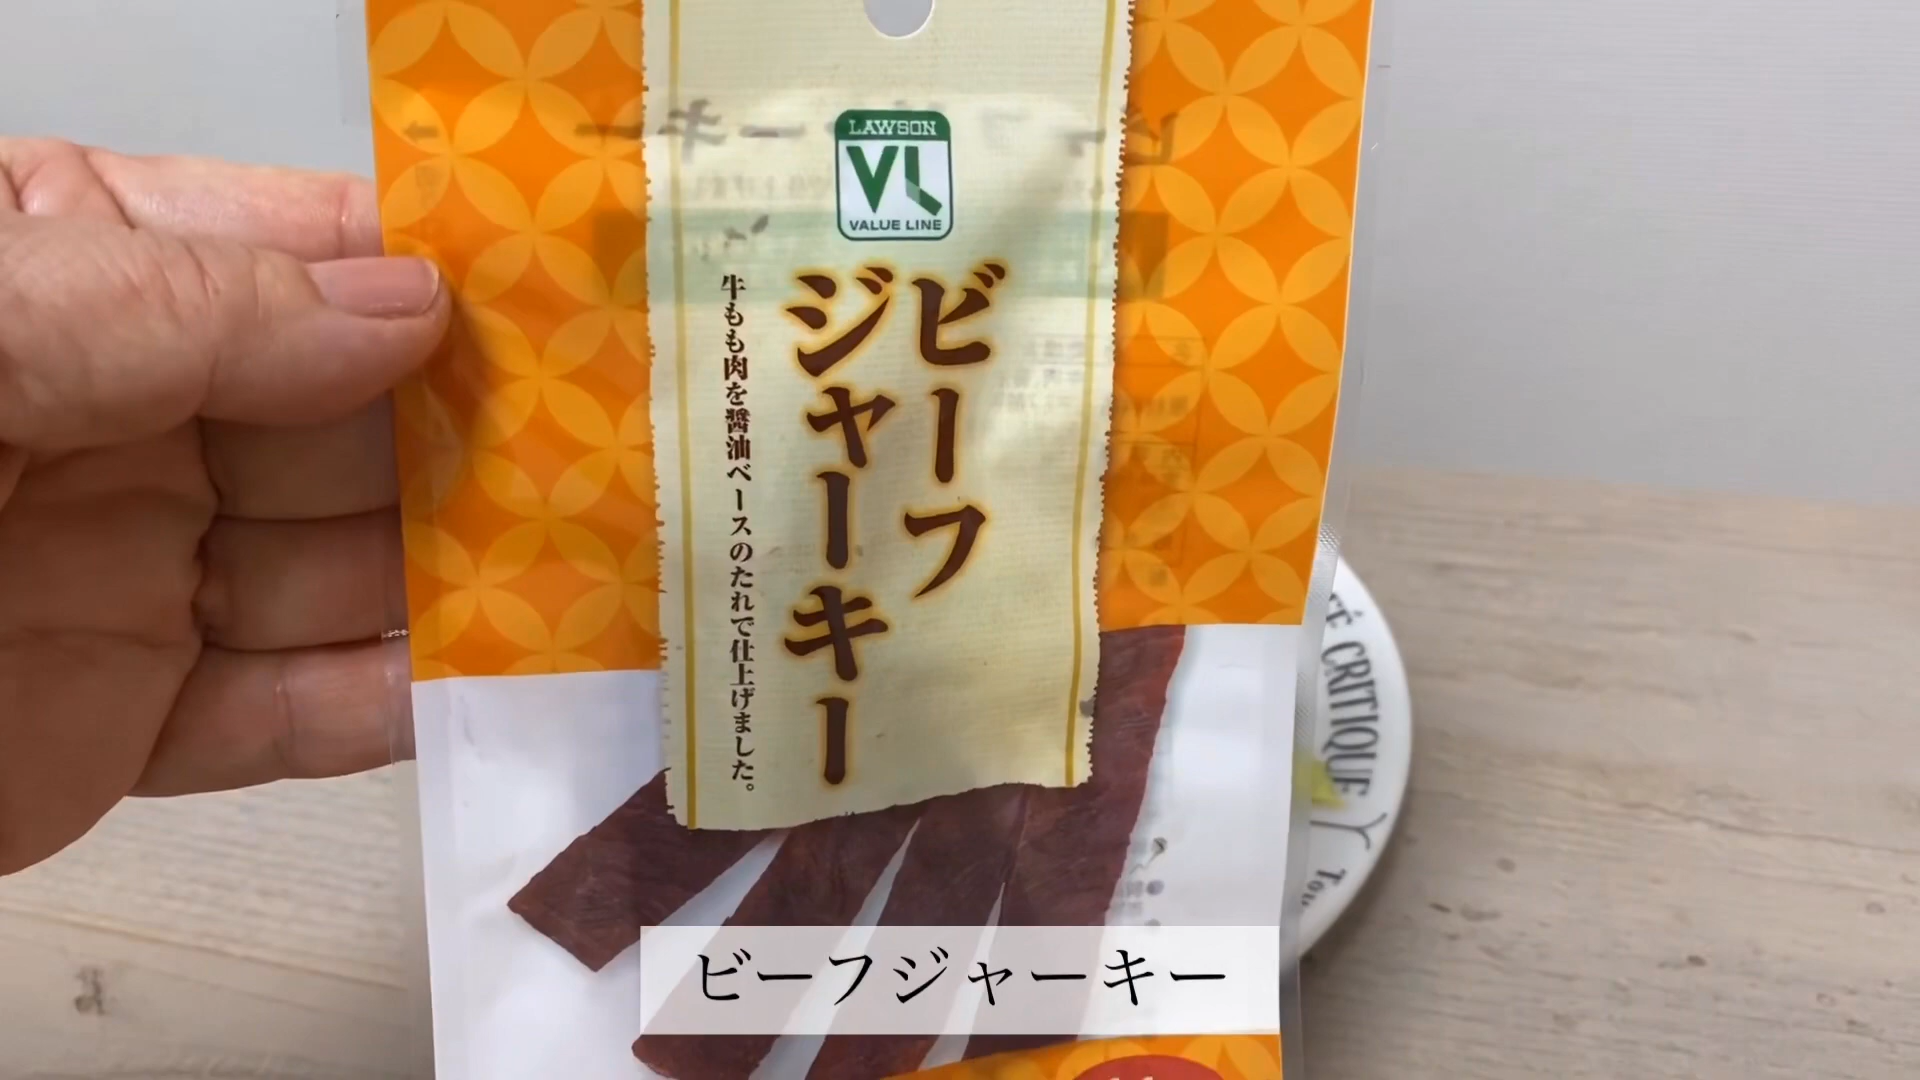 LAWSON
VL
VALUE LINE
ビーフ
ジャーキー
牛もも肉を醬油ベースのたれで仕上げました。
CRITIQUE
ビーフジャーキー